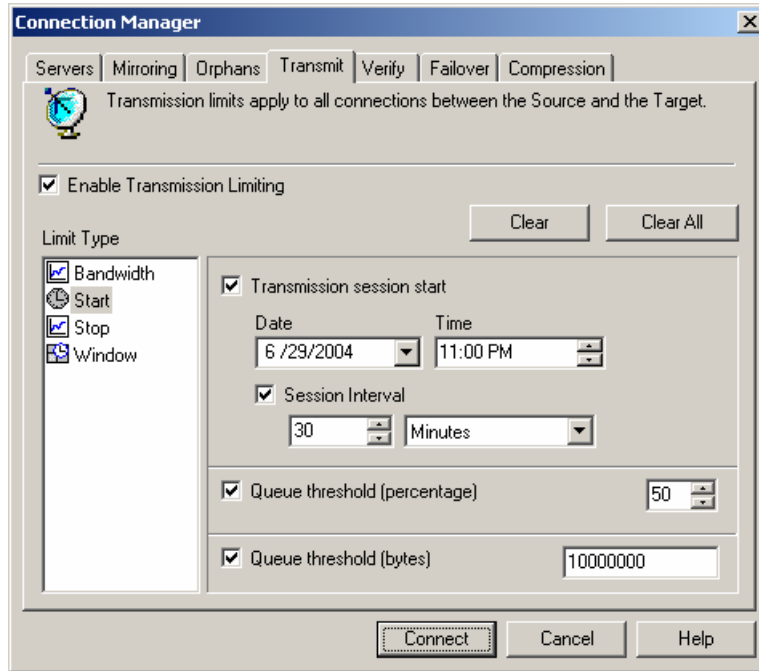 Connection Manager
Servers Mirroring Orphans Transmit Verify Failover Compression
Transmission limits apply to all connections between the Source and the Target.
Enable Transmission Limiting
Clear Clear All
Limit Type
Bandwidth
Start
Stop
Window
Transmission session start
Date Time
6 /29/2004 11:00 PM
Session Interval
30 Minutes
Queue threshold (percentage) 50
Queue threshold (bytes) 10000000
Connect Cancel Help